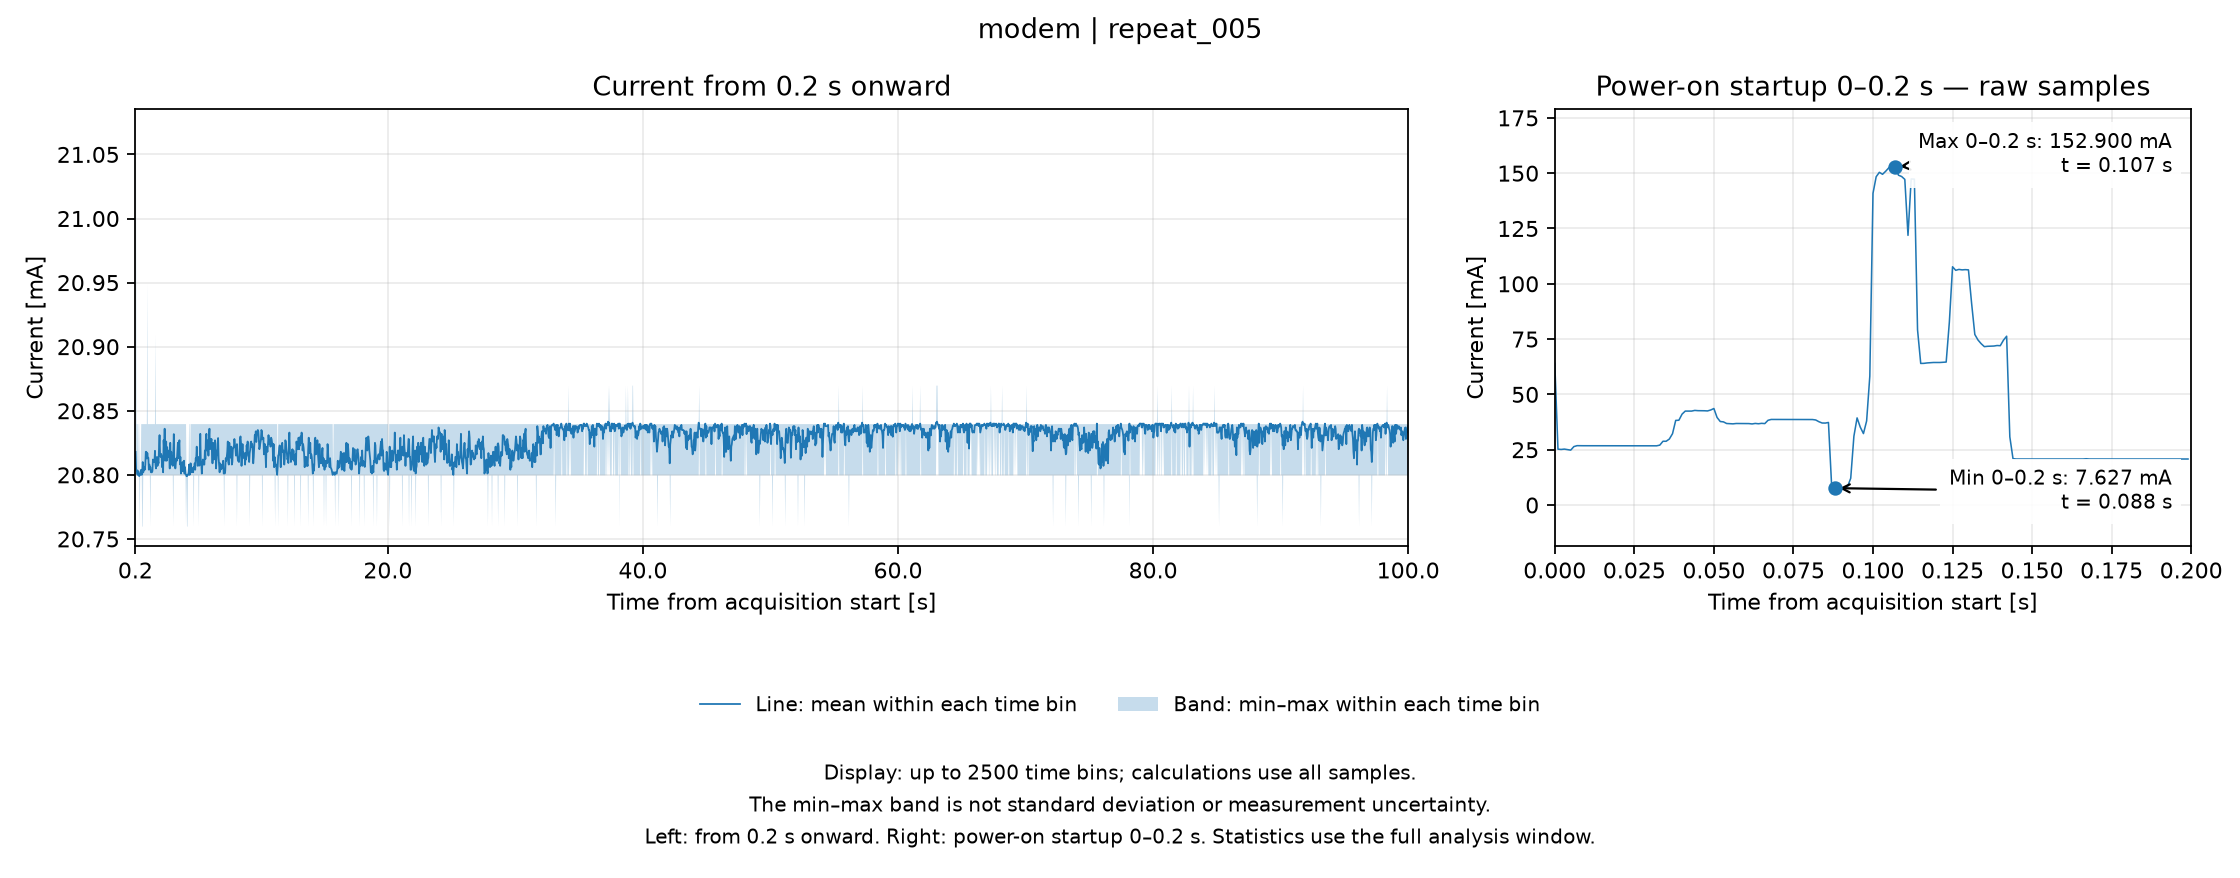 modem | repeat_005
Current from 0.2 s onward
21.05
21.00
20.95
20.90
20.85
20.80
20.75
Current [mA]
0.2
20.0
40.0
60.0
80.0
100.0
Time from acquisition start [s]
Power-on startup 0–0.2 s — raw samples
175
150
125
100
75
50
25
0
Current [mA]
Max 0–0.2 s: 152.900 mA
t = 0.107 s
Min 0–0.2 s: 7.627 mA
t = 0.088 s
0.000
0.025
0.050
0.075
0.100
0.125
0.150
0.175
0.200
Time from acquisition start [s]
Line: mean within each time bin
Band: min–max within each time bin
Display: up to 2500 time bins; calculations use all samples.
The min–max band is not standard deviation or measurement uncertainty.
Left: from 0.2 s onward. Right: power-on startup 0–0.2 s. Statistics use the full analysis window.